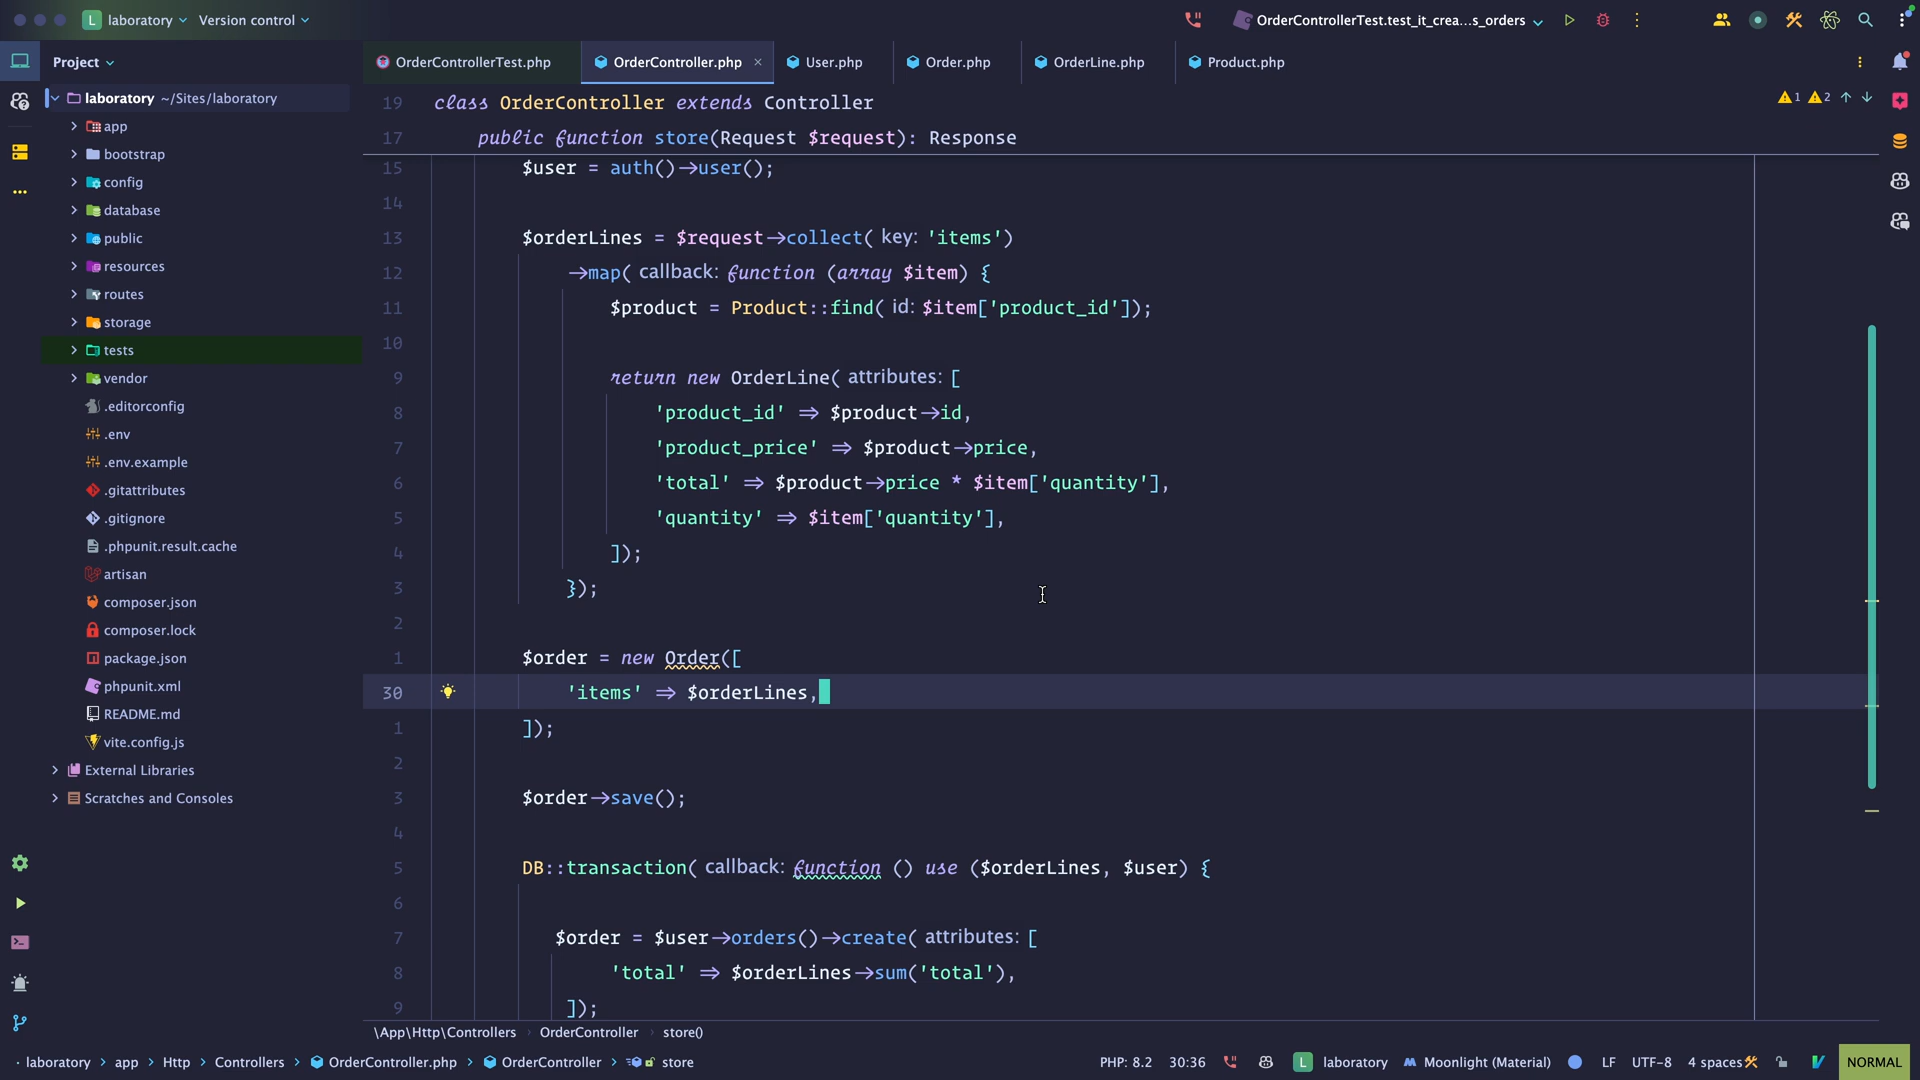 L laboratory Version control OrderControllerTest.test_it_crea...s_orders
Project
OrderControllerTest.php OrderController.php × User.php Order.php OrderLine.php Product.php
laboratory ~/Sites/laboratory
app
bootstrap
config
database
public
resources
routes
storage
tests
vendor
.editorconfig
.env
.env.example
.gitattributes
.gitignore
.phpunit.result.cache
artisan
composer.json
composer.lock
package.json
phpunit.xml
README.md
vite.config.js
External Libraries
Scratches and Consoles
1 2
19 class OrderController extends Controller
17 public function store(Request $request): Response
15 $user = auth()->user();
14
13 $orderLines = $request->collect( key: 'items')
12 ->map( callback: function (array $item) {
11 $product = Product::find( id: $item['product_id']);
10
9 return new OrderLine( attributes: [
8 'product_id' => $product->id,
7 'product_price' => $product->price,
6 'total' => $product->price * $item['quantity'],
5 'quantity' => $item['quantity'],
4 ]);
3 });
2
1 $order = new Order([
30 'items' => $orderLines,
1 ]);
2
3 $order->save();
4
5 DB::transaction( callback: function () use ($orderLines, $user) {
6
7 $order = $user->orders()->create( attributes: [
8 'total' => $orderLines->sum('total'),
9 ]);
\App\Http\Controllers › OrderController › store()
laboratory › app › Http › Controllers › OrderController.php › OrderController › store PHP: 8.2 30:36 L laboratory Moonlight (Material) LF UTF-8 4 spaces NORMAL